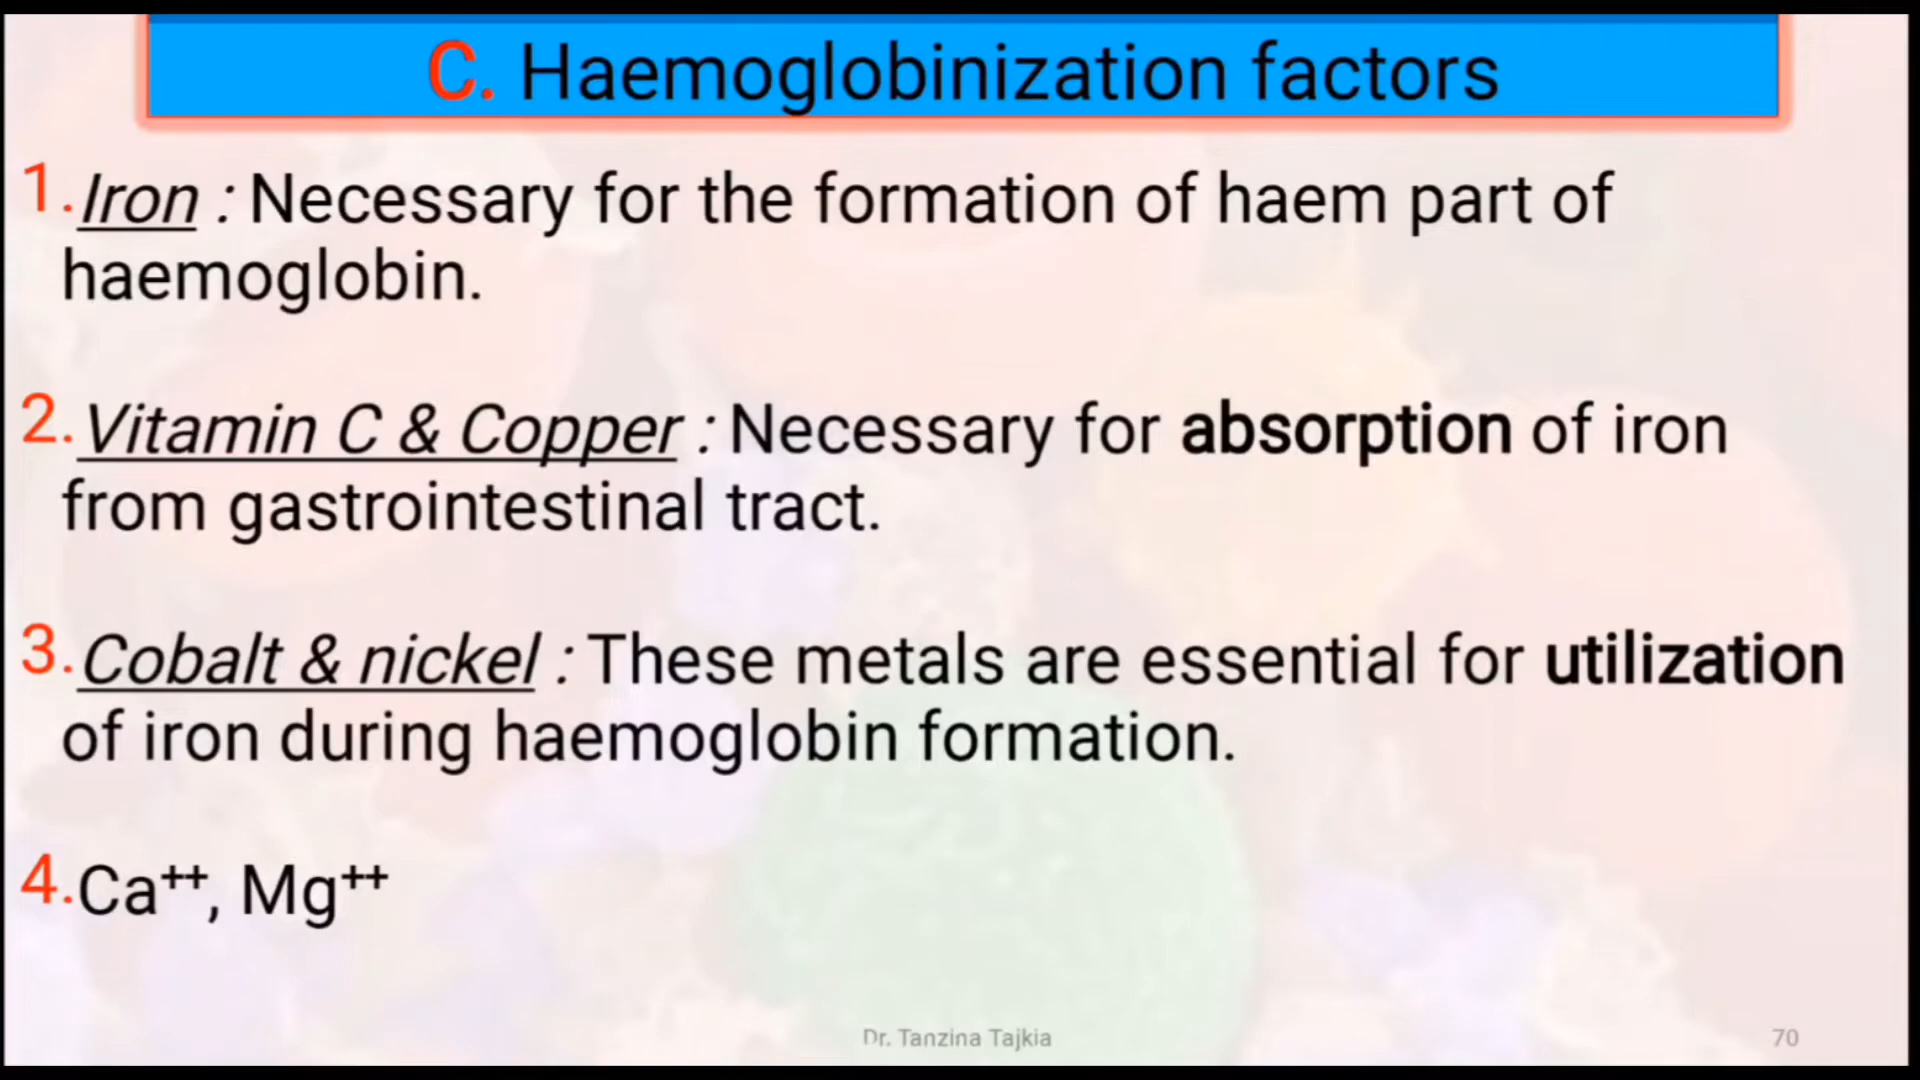 C. Haemoglobinization factors
1. Iron : Necessary for the formation of haem part of
haemoglobin.
2. Vitamin C & Copper : Necessary for absorption of iron
from gastrointestinal tract.
3. Cobalt & nickel : These metals are essential for utilization
of iron during haemoglobin formation.
4. Ca⁺⁺, Mg⁺⁺
Dr. Tanzina Tajkia 70